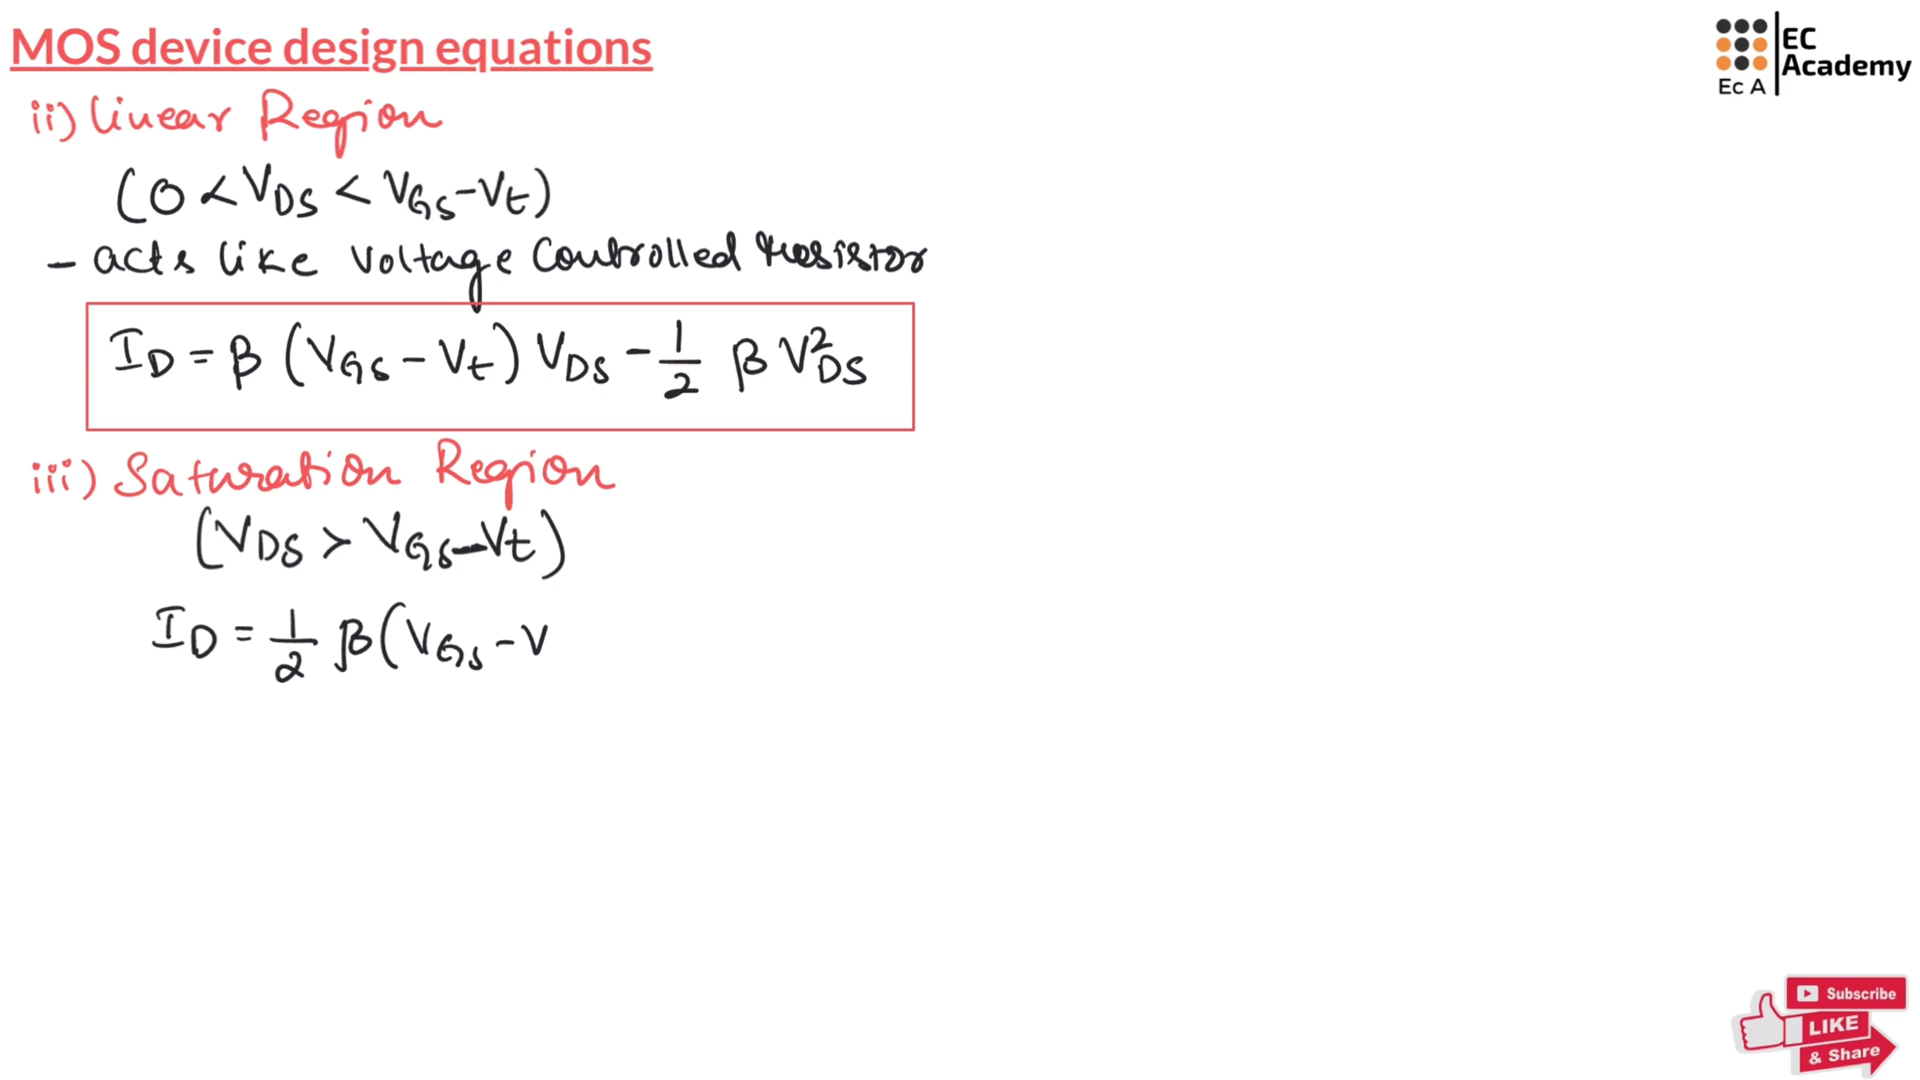 MOS device design equations
EC
Academy
Ec A
ii) Linear Region
(0 < VDS < VGS - Vt)
- acts like Voltage Controlled resistor
ID = β (VGS - Vt) VDS - 1/2 β V²DS
iii) Saturation Region
(VDS > VGS - Vt)
ID = 1/2 β (VGS - V
Subscribe
LIKE
& Share